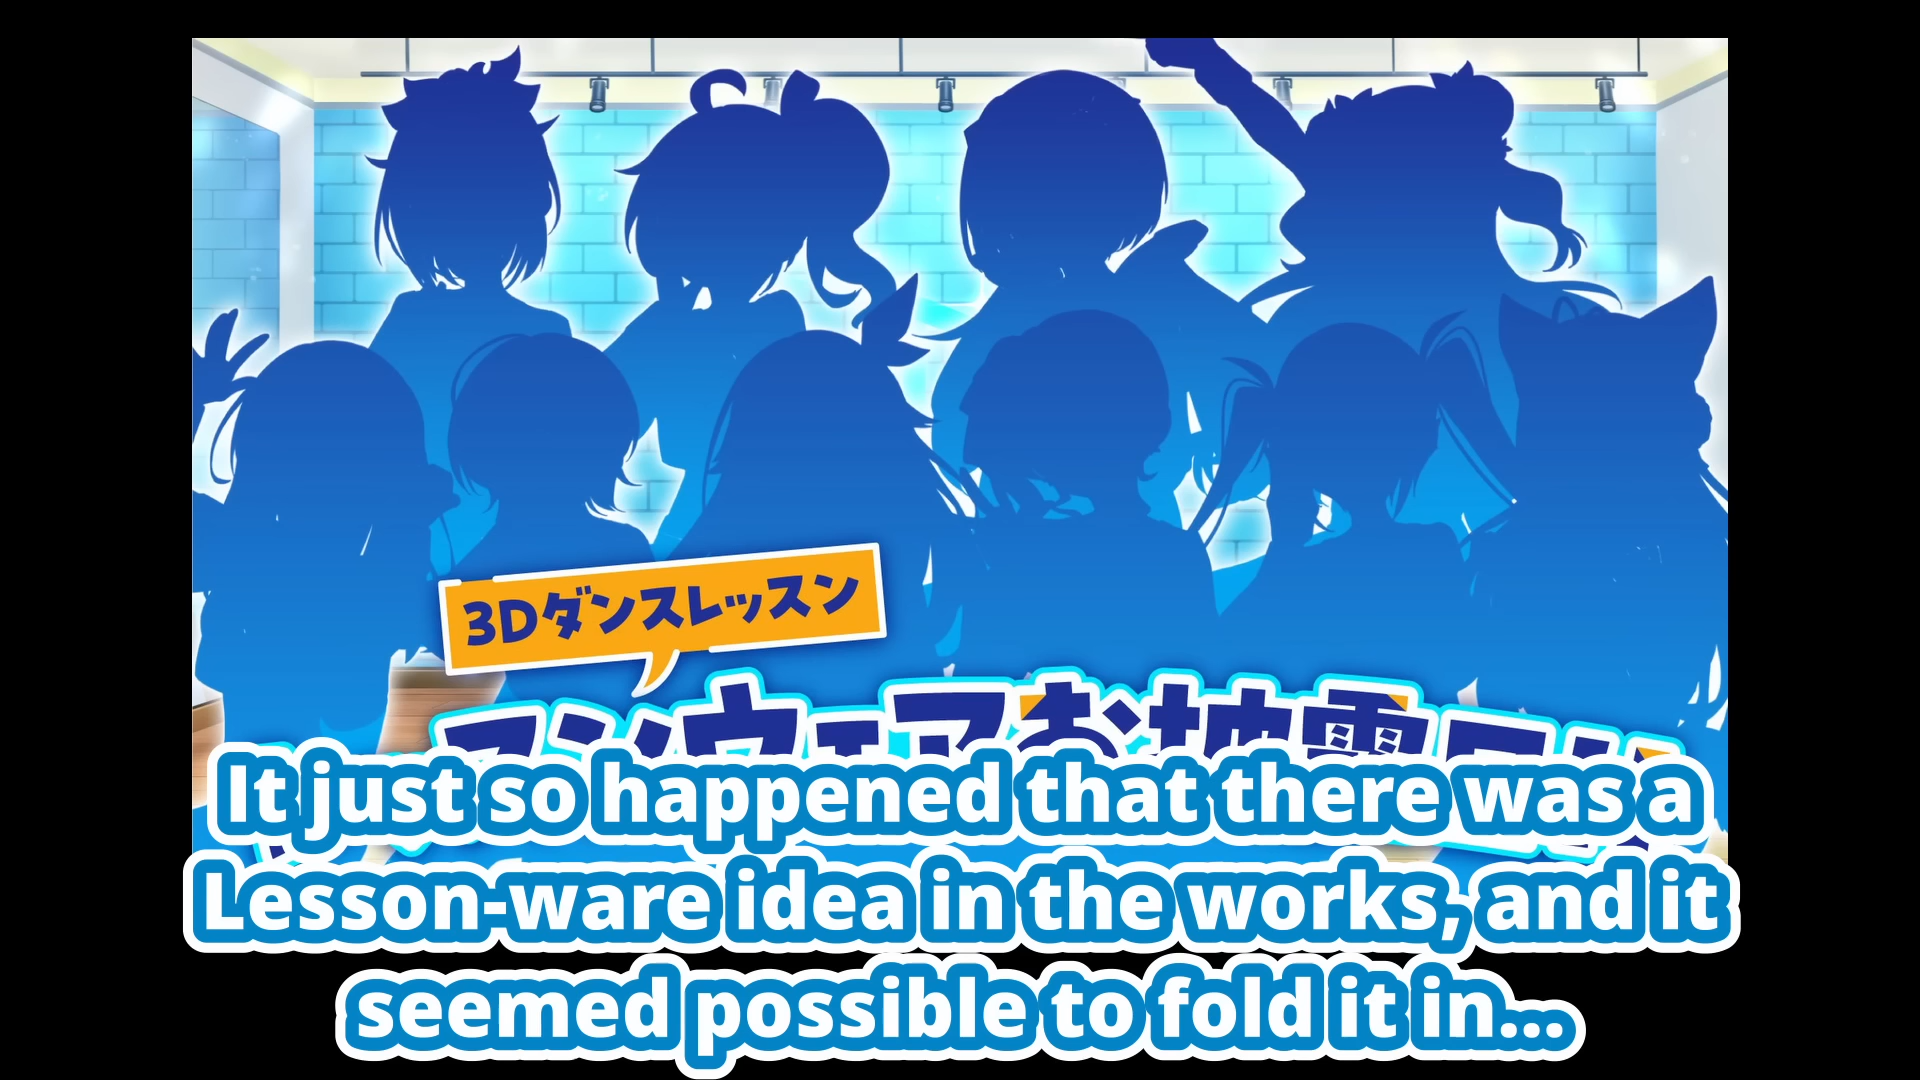 3Dダンスレッスン
It just so happened that there was a
Lesson-ware idea in the works, and it
seemed possible to fold it in...